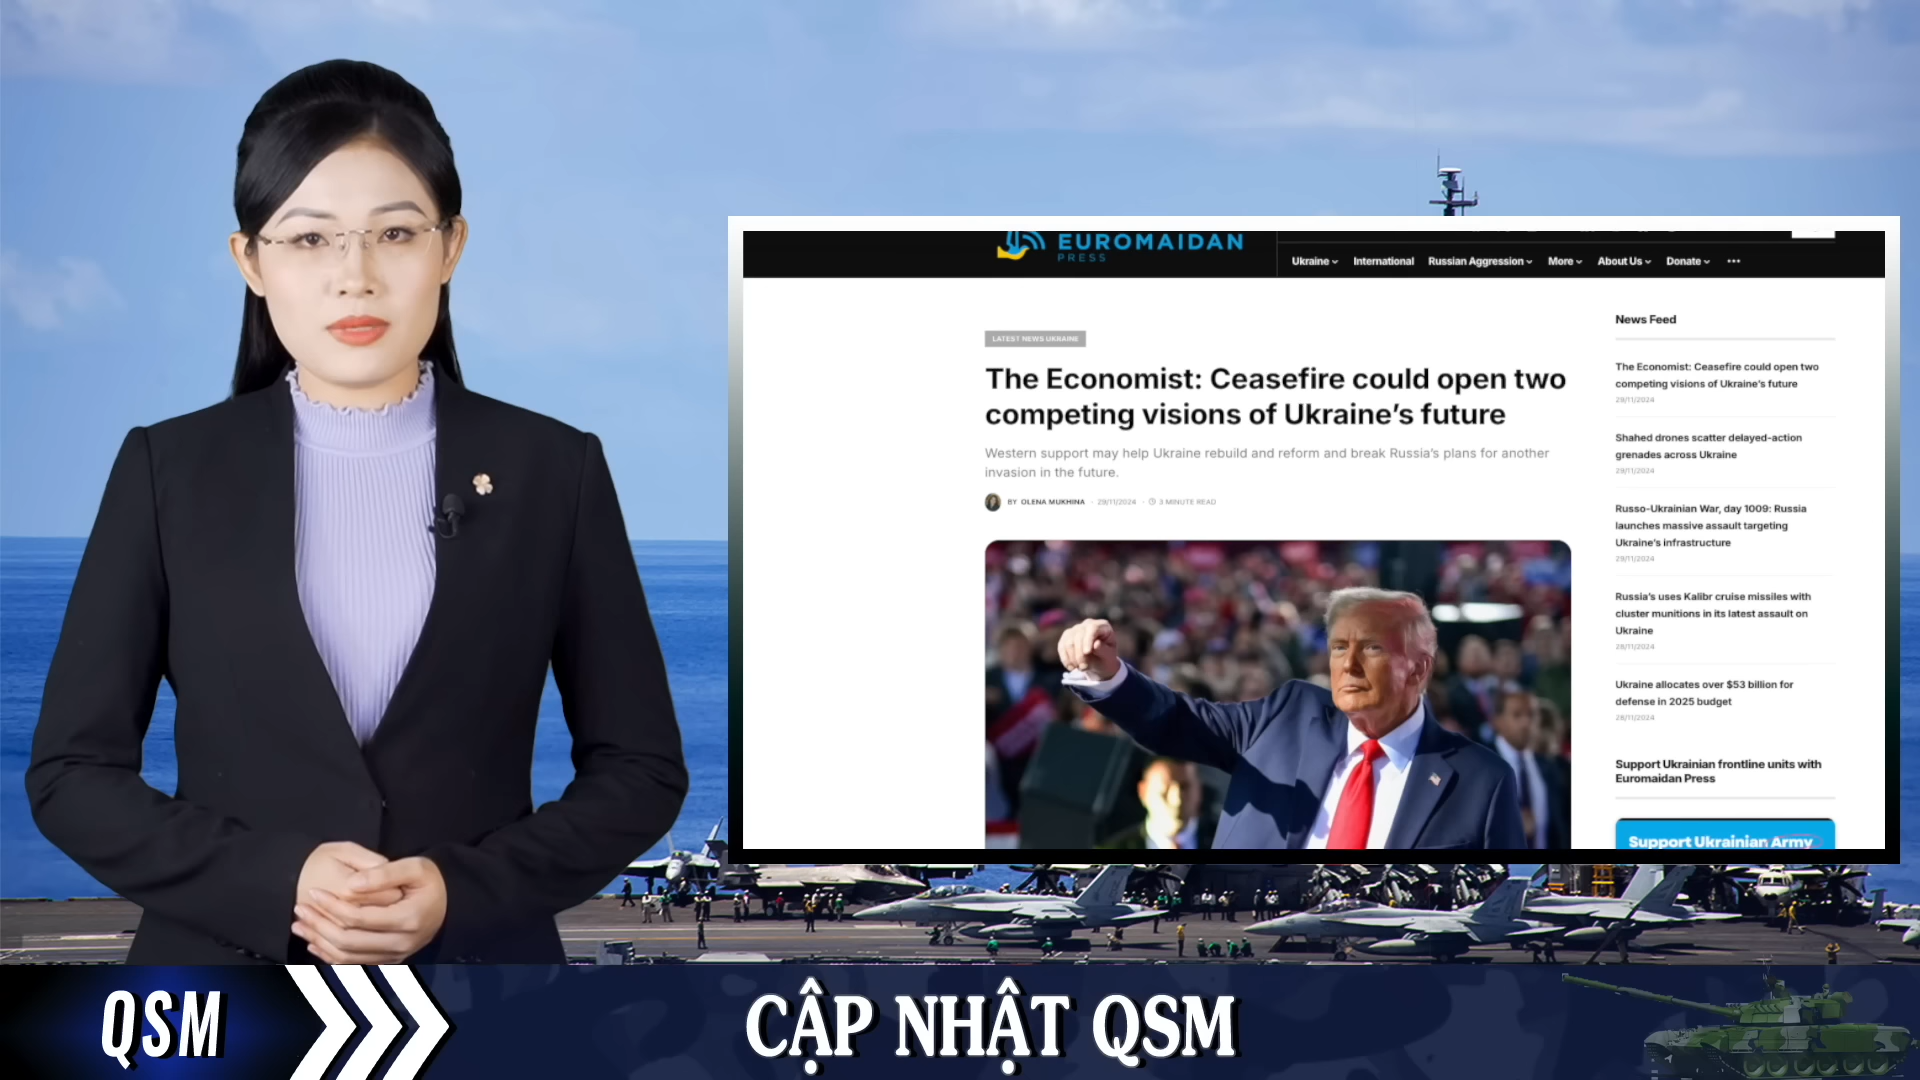 EUROMAIDAN
PRESS
Ukraine International Russian Aggression More About Us Donate ...
LATEST NEWS UKRAINE
The Economist: Ceasefire could open two
competing visions of Ukraine's future
Western support may help Ukraine rebuild and reform and break Russia's plans for another
invasion in the future.
BY OLENA MUKHINA - 29/11/2024 - 3 MINUTE READ
News Feed
The Economist: Ceasefire could open two
competing visions of Ukraine's future
29/11/2024
Shahed drones scatter delayed-action
grenades across Ukraine
29/11/2024
Russo-Ukrainian War, day 1009: Russia
launches massive assault targeting
Ukraine's infrastructure
29/11/2024
Russia's uses Kalibr cruise missiles with
cluster munitions in its latest assault on
Ukraine
28/11/2024
Ukraine allocates over $53 billion for
defense in 2025 budget
28/11/2024
Support Ukrainian frontline units with
Euromaidan Press
Support Ukrainian Army
QSM
CẬP NHẬT QSM